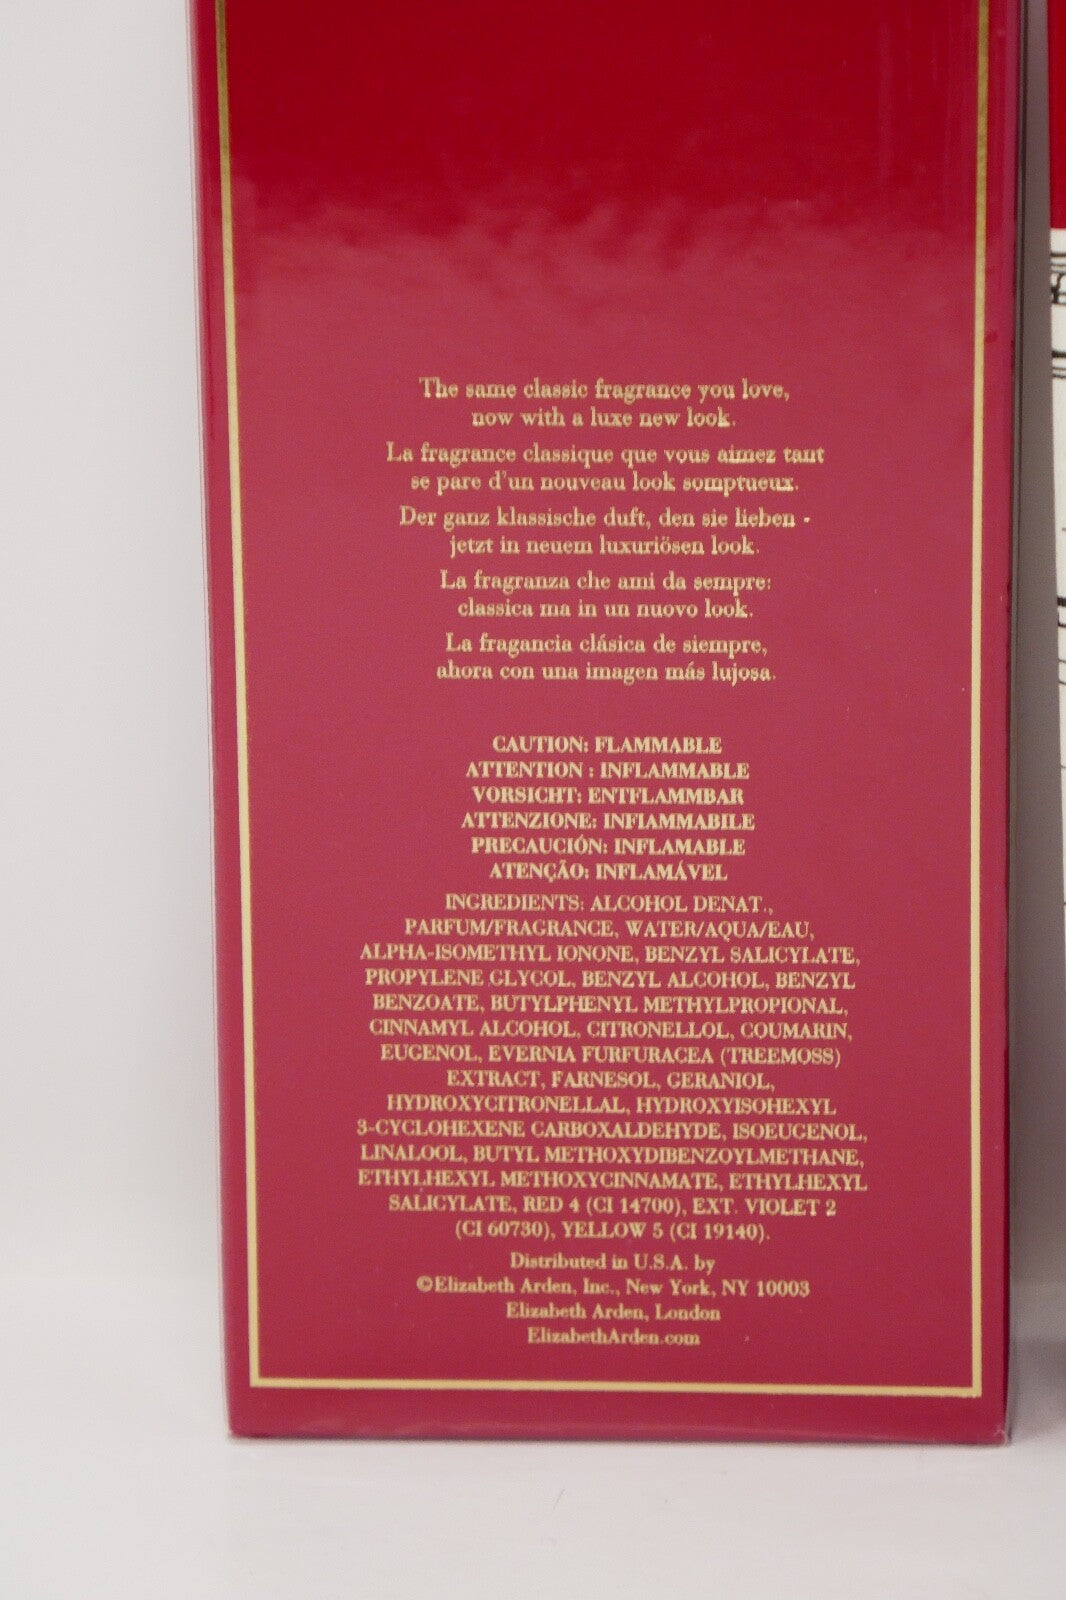 The same classic fragrance you love,
now with a luxe new look.
La fragrance classique que vous aimez tant
se pare d'un nouveau look somptueux.
Der ganz klassische duft, den sie lieben -
jetzt in neuem luxuriösen look.
La fragranza che ami da sempre:
classica ma in un nuovo look.
La fragancia clásica de siempre,
ahora con una imagen más lujosa.
CAUTION: FLAMMABLE
ATTENTION : INFLAMMABLE
VORSICHT: ENTFLAMMBAR
ATTENZIONE: INFIAMMABILE
PRECAUCIÓN: INFLAMABLE
ATENÇÃO: INFLAMÁVEL
INGREDIENTS: ALCOHOL DENAT.,
PARFUM/FRAGRANCE, WATER/AQUA/EAU,
ALPHA-ISOMETHYL IONONE, BENZYL SALICYLATE,
PROPYLENE GLYCOL, BENZYL ALCOHOL, BENZYL
BENZOATE, BUTYLPHENYL METHYLPROPIONAL,
CINNAMYL ALCOHOL, CITRONELLOL, COUMARIN,
EUGENOL, EVERNIA FURFURACEA (TREEMOSS)
EXTRACT, FARNESOL, GERANIOL,
HYDROXYCITRONELLAL, HYDROXYISOHEXYL
3-CYCLOHEXENE CARBOXALDEHYDE, ISOEUGENOL,
LINALOOL, BUTYL METHOXYDIBENZOYLMETHANE,
ETHYLHEXYL METHOXYCINNAMATE, ETHYLHEXYL
SALICYLATE, RED 4 (CI 14700), EXT. VIOLET 2
(CI 60730), YELLOW 5 (CI 19140).
Distributed in U.S.A. by
©Elizabeth Arden, Inc., New York, NY 10003
Elizabeth Arden, London
ElizabethArden.com